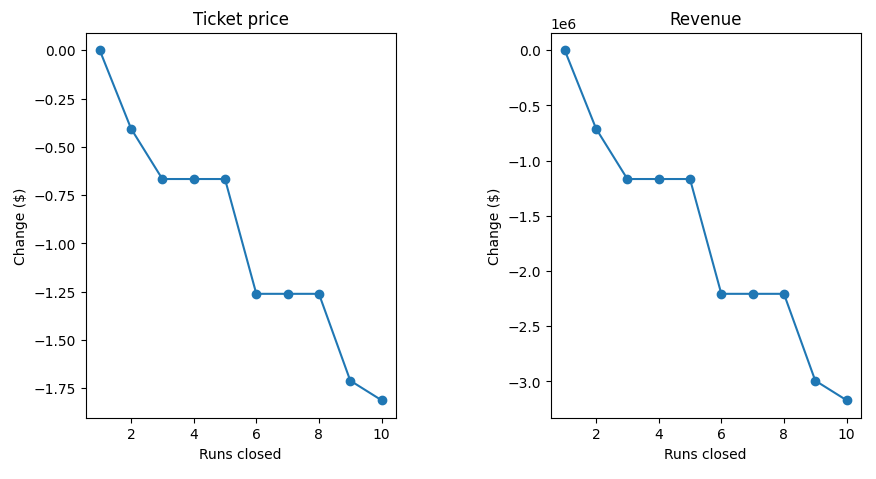 Ticket price
0.00
−0.25
−0.50
−0.75
−1.00
−1.25
−1.50
−1.75
Change ($)
2 4 6 8 10
Runs closed
Revenue
1e6
0.0
−0.5
−1.0
−1.5
−2.0
−2.5
−3.0
Change ($)
2 4 6 8 10
Runs closed